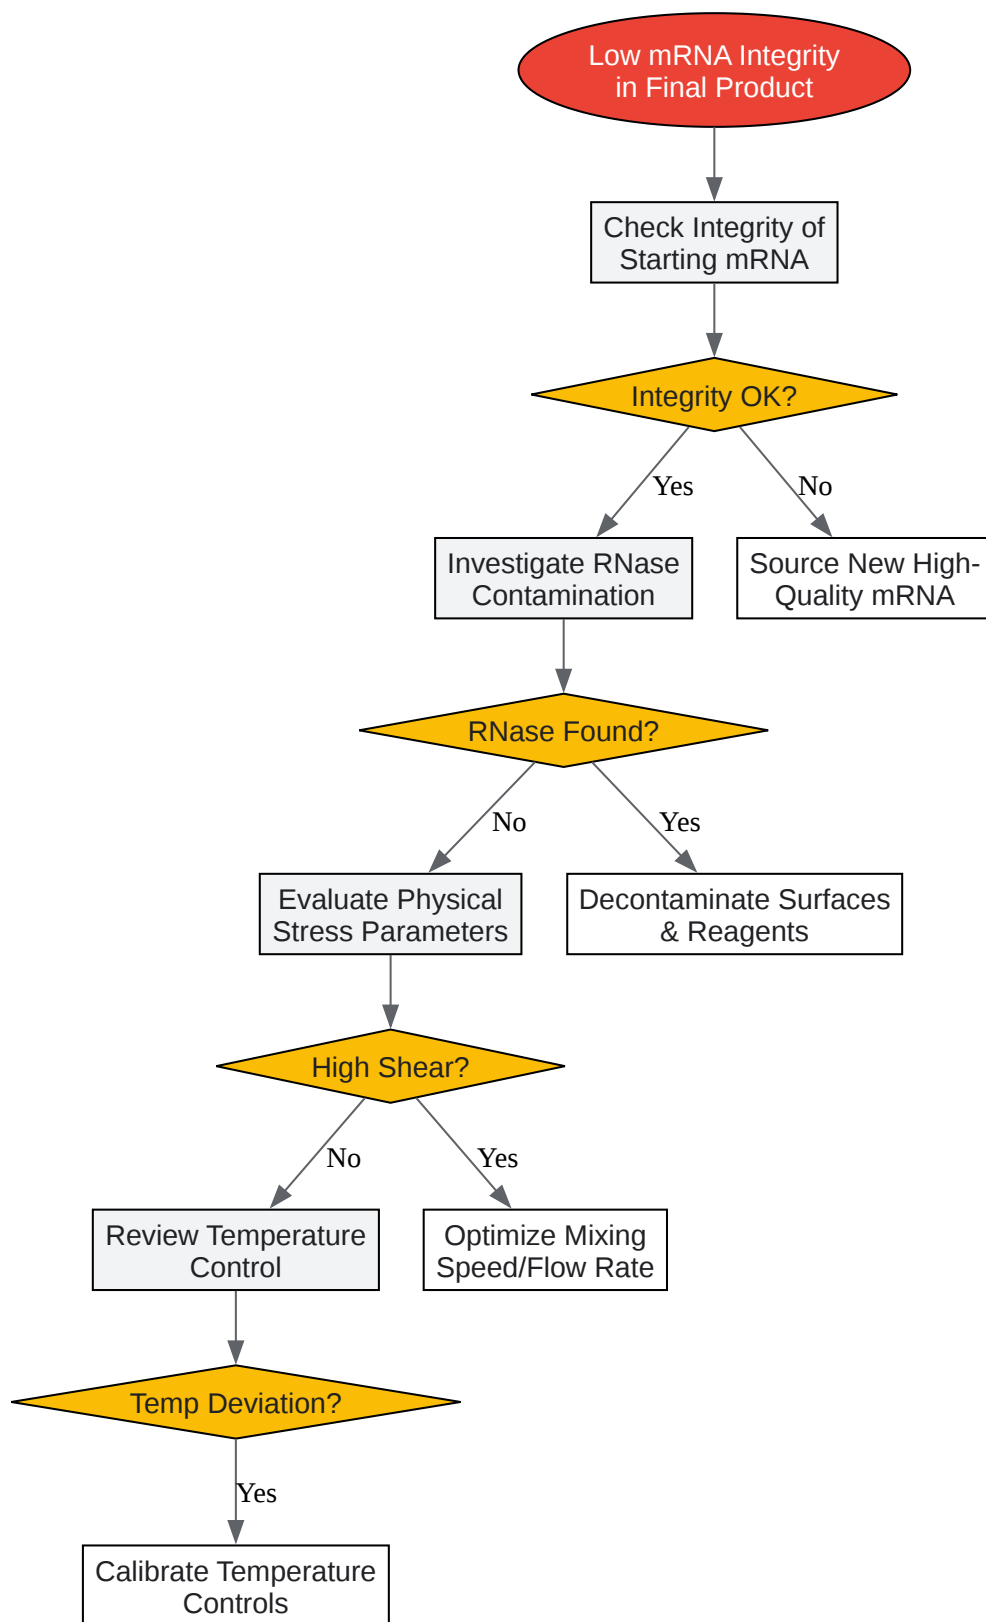 Low mRNA Integrity
in Final Product
Check Integrity of
Starting mRNA
Integrity OK?
Yes
No
Investigate RNase
Contamination
Source New High-
Quality mRNA
RNase Found?
No
Yes
Evaluate Physical
Stress Parameters
Decontaminate Surfaces
& Reagents
High Shear?
No
Yes
Review Temperature
Control
Optimize Mixing
Speed/Flow Rate
Temp Deviation?
Yes
Calibrate Temperature
Controls